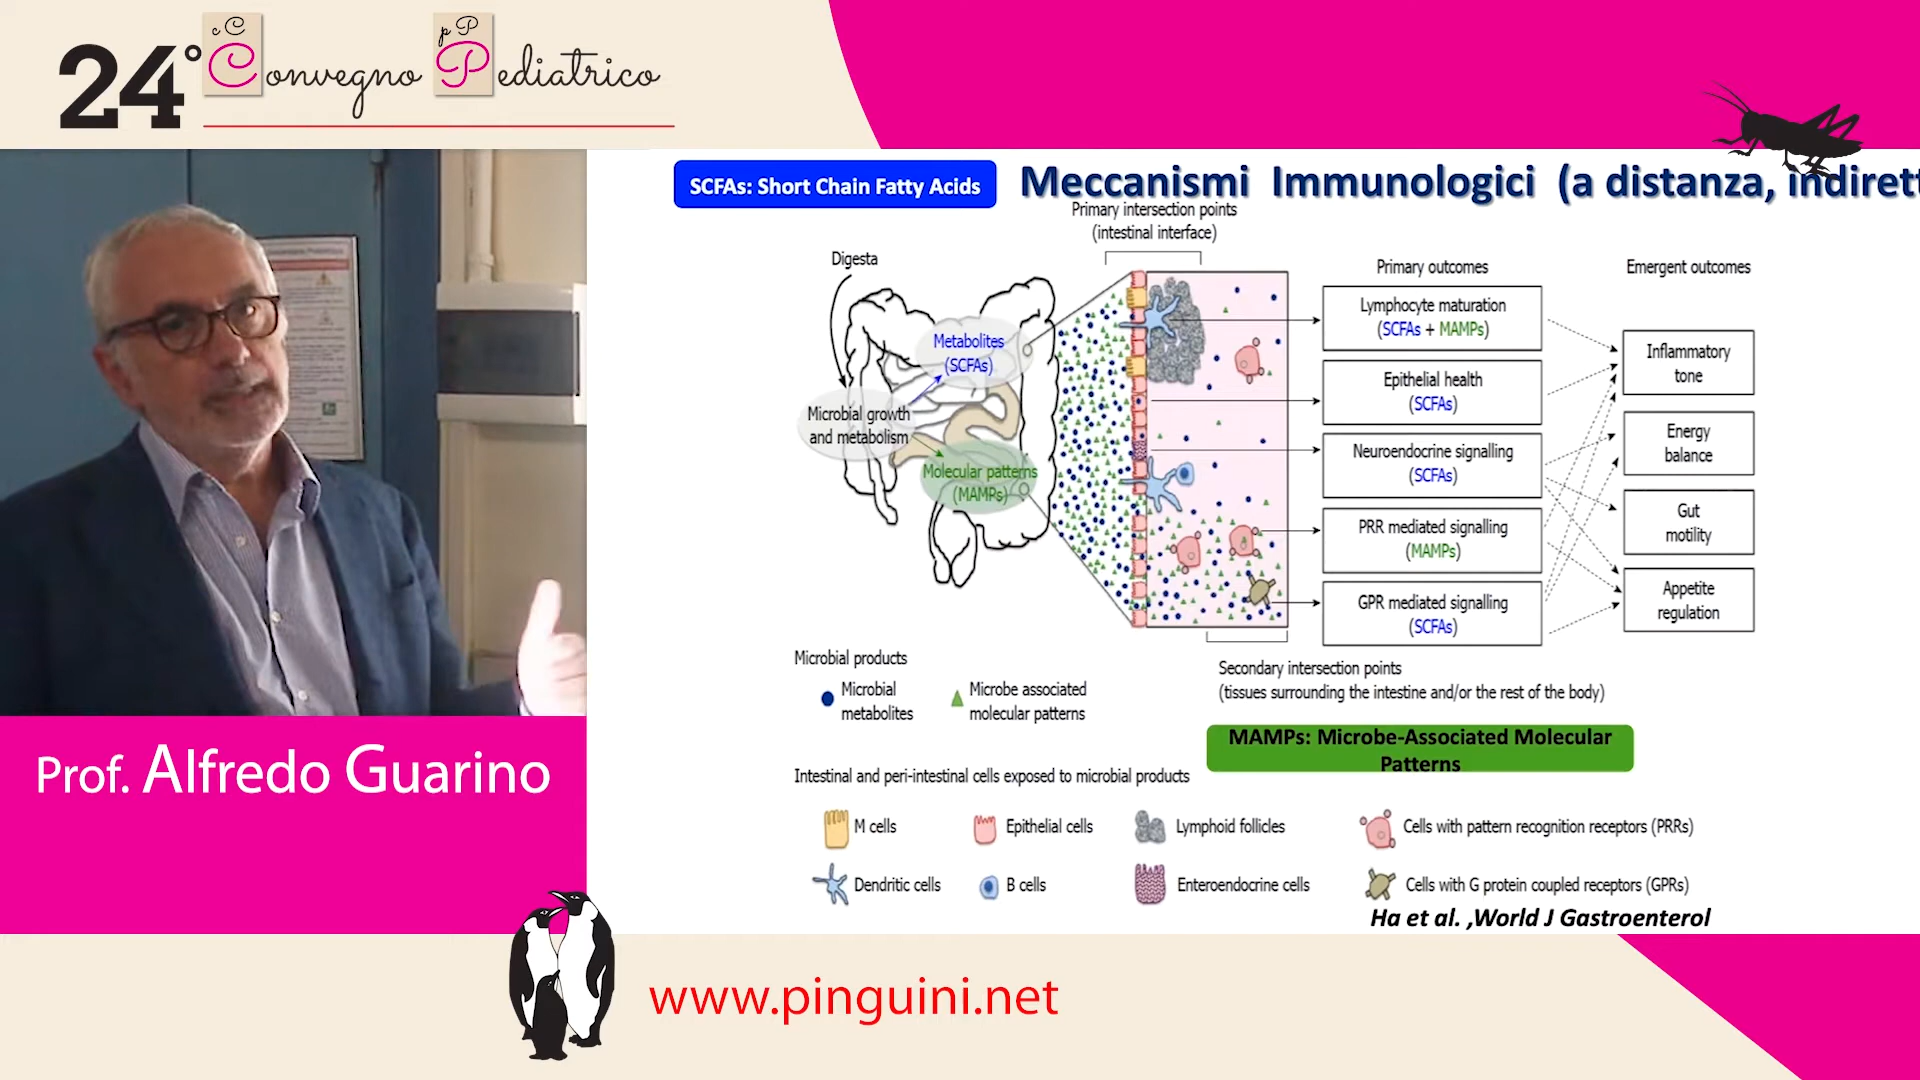 24° Convegno Pediatrico
c C
p P
SCFAs: Short Chain Fatty Acids
Meccanismi Immunologici (a distanza, indirett
Primary intersection points
(intestinal interface)
Digesta
Metabolites
(SCFAs)
Microbial growth
and metabolism
Molecular patterns
(MAMPs)
Primary outcomes
Lymphocyte maturation
(SCFAs + MAMPs)
Epithelial health
(SCFAs)
Neuroendocrine signalling
(SCFAs)
PRR mediated signalling
(MAMPs)
GPR mediated signalling
(SCFAs)
Emergent outcomes
Inflammatory
tone
Energy
balance
Gut
motility
Appetite
regulation
Microbial products
Microbial
metabolites
Microbe associated
molecular patterns
Secondary intersection points
(tissues surrounding the intestine and/or the rest of the body)
MAMPs: Microbe-Associated Molecular
Patterns
Intestinal and peri-intestinal cells exposed to microbial products
M cells
Epithelial cells
Lymphoid follicles
Cells with pattern recognition receptors (PRRs)
Dendritic cells
B cells
Enteroendocrine cells
Cells with G protein coupled receptors (GPRs)
Ha et al. ,World J Gastroenterol
Prof. Alfredo Guarino
www.pinguini.net